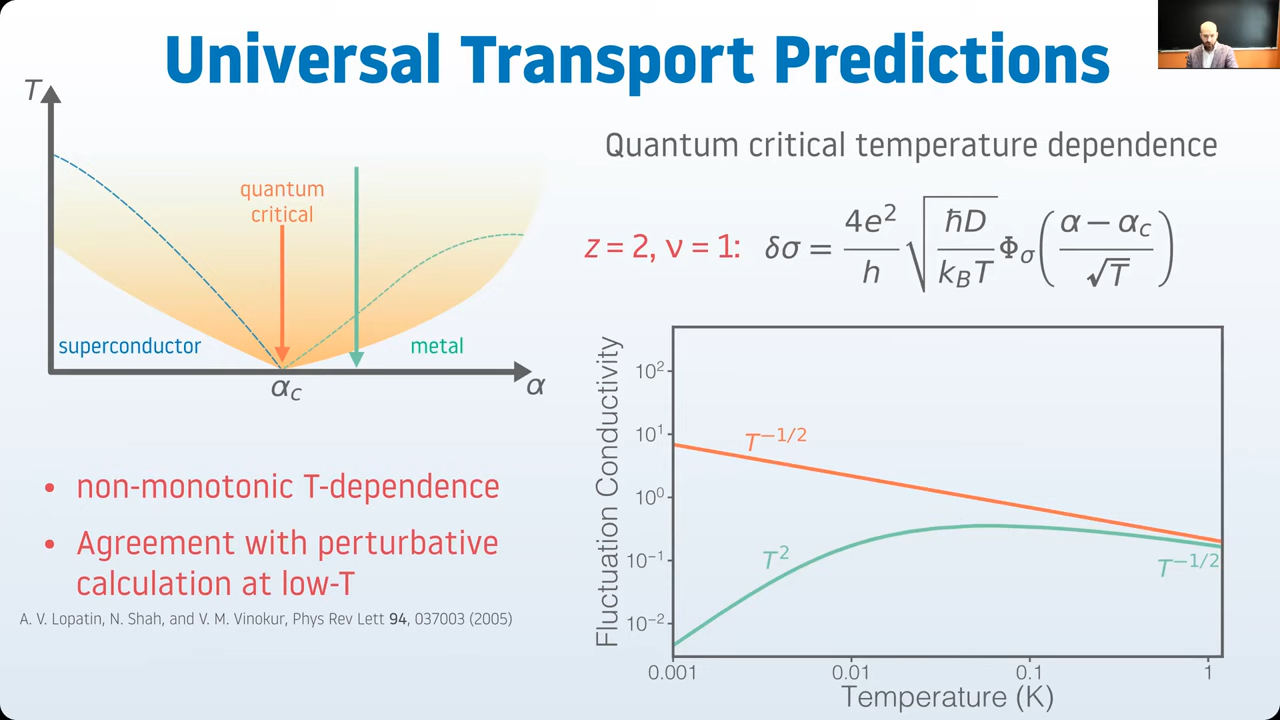 Universal Transport Predictions
T
quantum
critical
superconductor
metal
α_c
α
Quantum critical temperature dependence
z = 2, ν = 1: δσ = 4e²/h √(ħD/k_BT) Φ_σ((α − α_c)/√T)
• non-monotonic T-dependence
• Agreement with perturbative
calculation at low-T
A. V. Lopatin, N. Shah, and V. M. Vinokur, Phys Rev Lett 94, 037003 (2005)
Fluctuation Conductivity
10²
10¹
10⁰
10⁻¹
10⁻²
T⁻¹/²
T²
T⁻¹/²
0.001 0.01 0.1 1
Temperature (K)